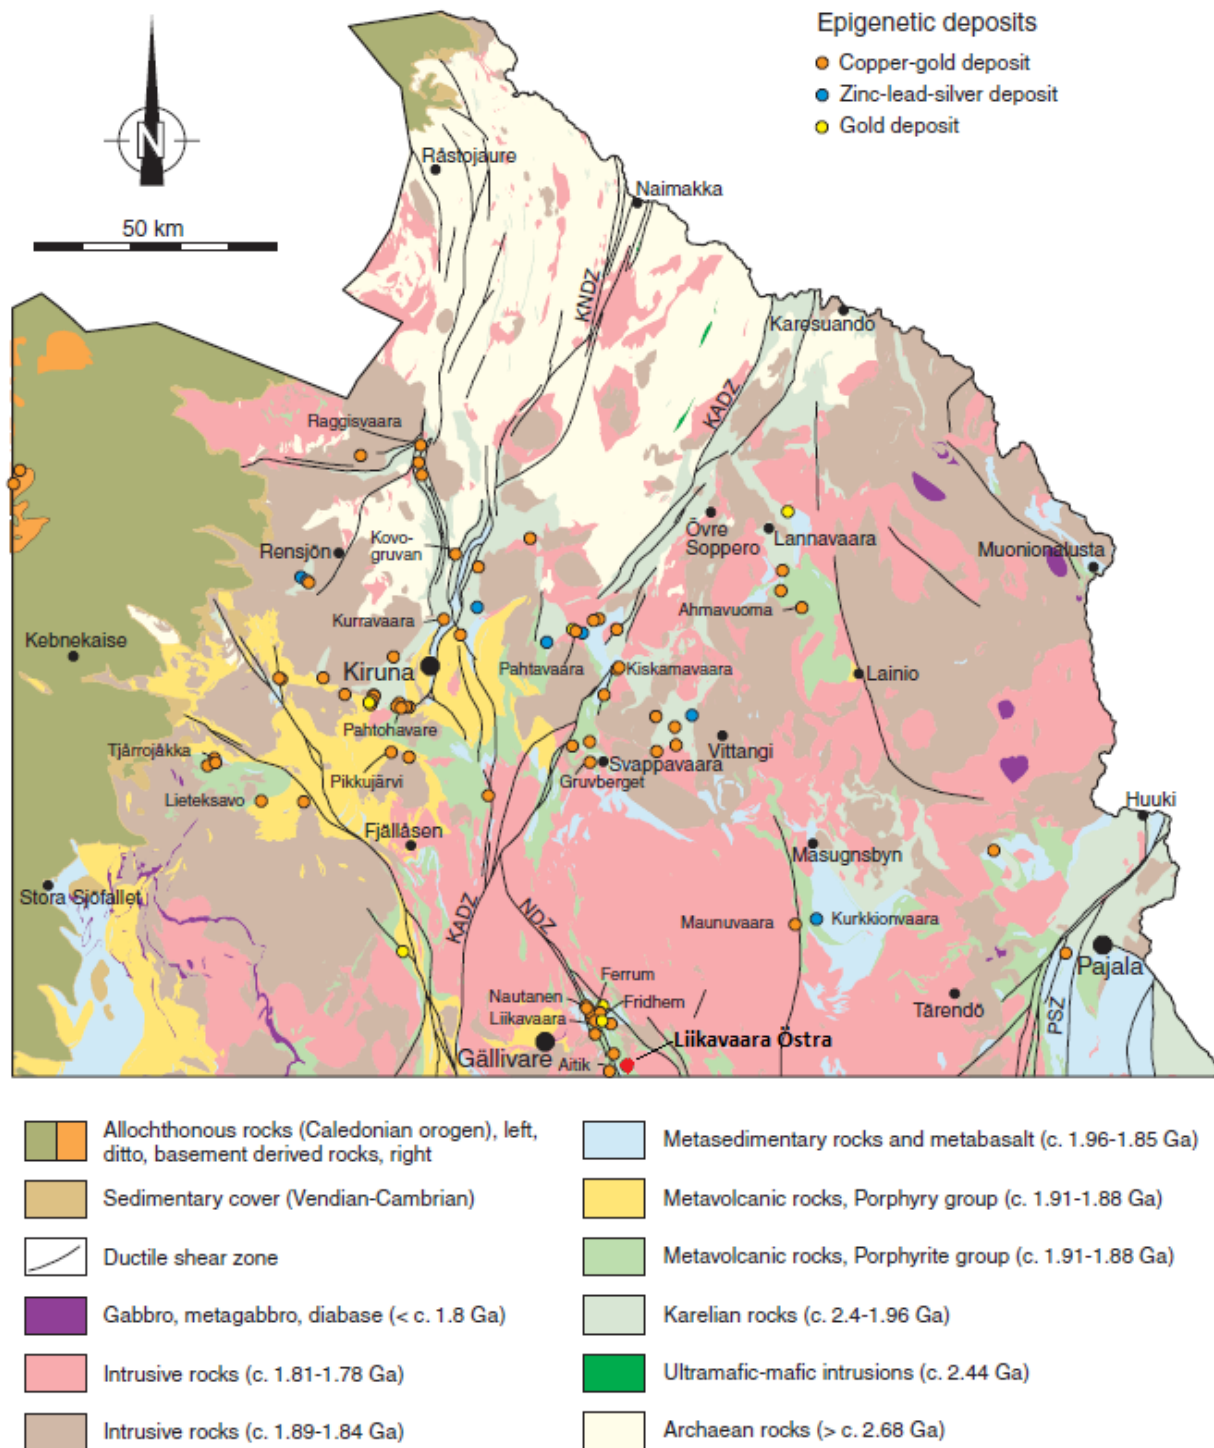 Epigenetic deposits
Copper-gold deposit
Zinc-lead-silver deposit
Gold deposit
N
50 km
Råstojaure
Naimakka
KNDZ
Karesuando
KADZ
Raggisvaara
Kovo-
gruvan
Övre
Soppero
Lannavaara
Rensjön
Muonionalusta
Ahmavuoma
Kurravaara
Kebnekaise
Kiruna
Pahtavaara
Kiskamavaara
Lainio
Pahtohavare
Tjårrojåkka
Pikkujärvi
Svappavaara
Vittangi
Gruvberget
Lieteksavo
Huuki
Fjällåsen
Masugnsbyn
Stora Sjöfallet
KADZ
NDZ
Maunuvaara
Kurkkionvaara
Pajala
Ferrum
Nautanen
Fridhem
Liikavaara
Tärendö
PSZ
Liikavaara Östra
Gällivare
Aitik
Allochthonous rocks (Caledonian orogen), left,
ditto, basement derived rocks, right
Sedimentary cover (Vendian-Cambrian)
Ductile shear zone
Gabbro, metagabbro, diabase (< c. 1.8 Ga)
Intrusive rocks (c. 1.81-1.78 Ga)
Intrusive rocks (c. 1.89-1.84 Ga)
Metasedimentary rocks and metabasalt (c. 1.96-1.85 Ga)
Metavolcanic rocks, Porphyry group (c. 1.91-1.88 Ga)
Metavolcanic rocks, Porphyrite group (c. 1.91-1.88 Ga)
Karelian rocks (c. 2.4-1.96 Ga)
Ultramafic-mafic intrusions (c. 2.44 Ga)
Archaean rocks (> c. 2.68 Ga)